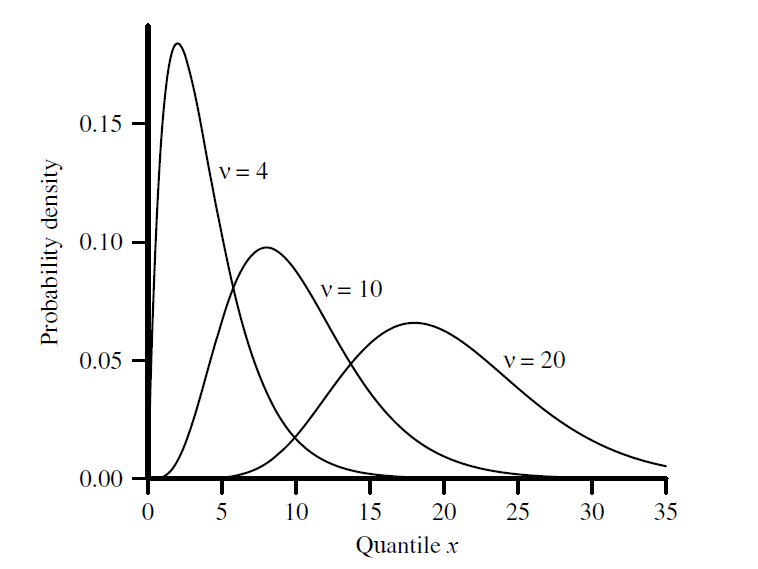 0.15
ν = 4
Probability density
0.10
ν = 10
0.05
ν = 20
0.00
0 5 10 15 20 25 30 35
Quantile x